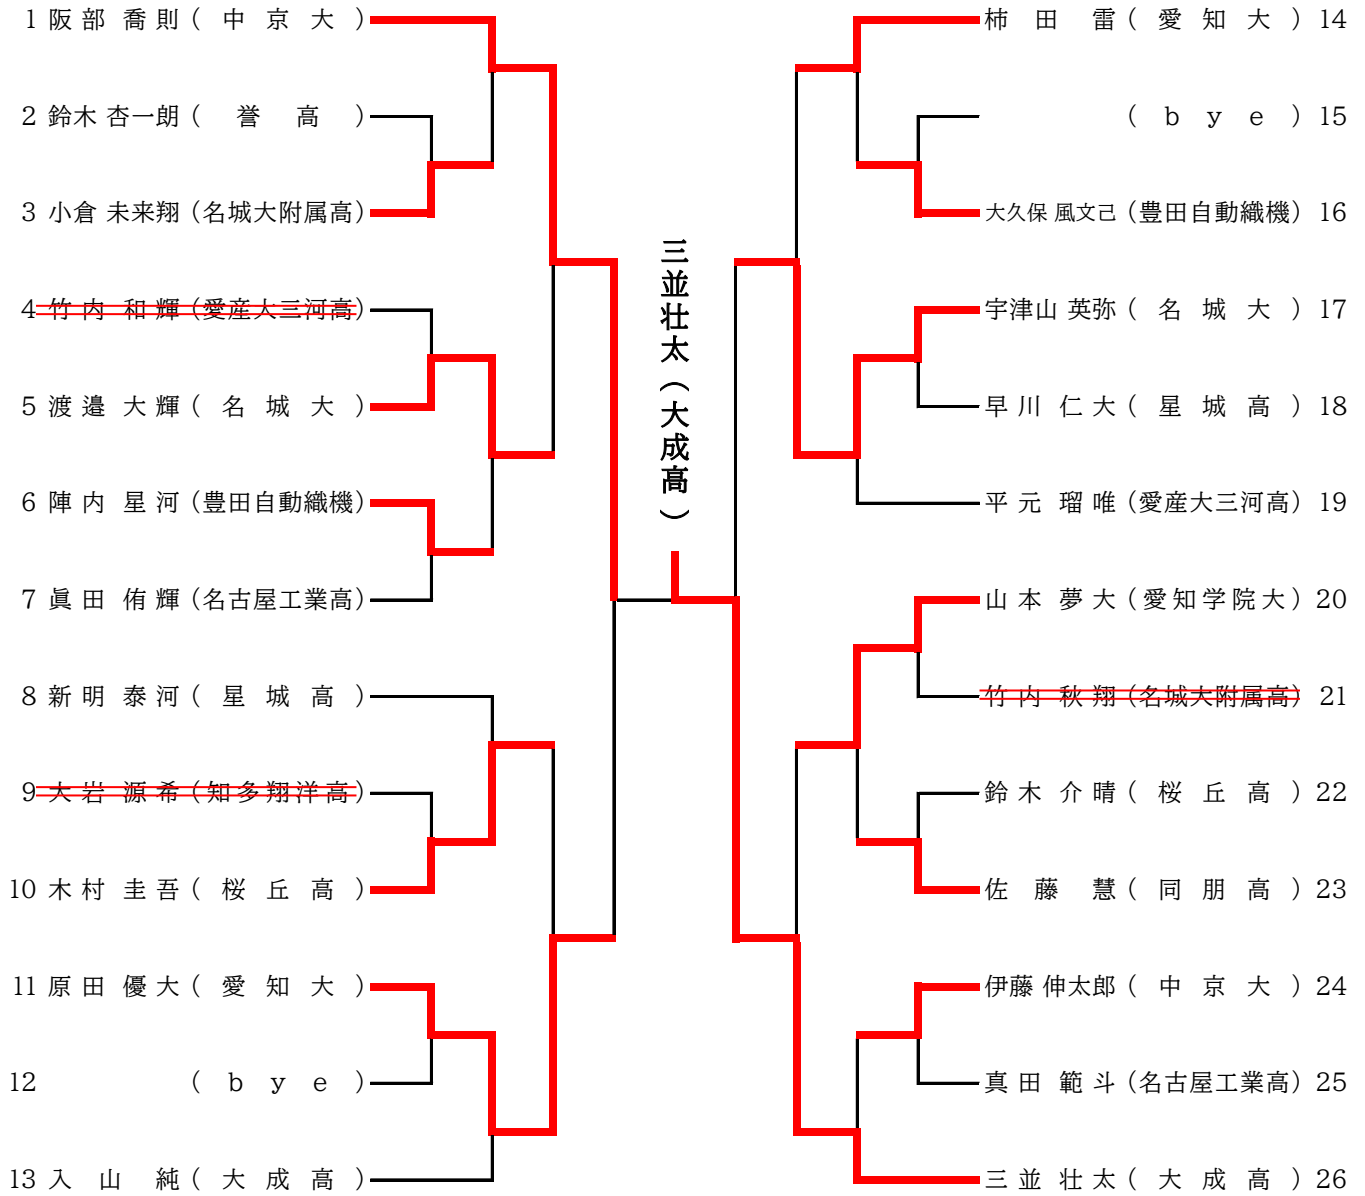 1 阪部 喬則 (中京大)
2 鈴木 杏一朗 (誉高)
3 小倉 未来翔 (名城大附属高)
4 竹内 和輝 (愛産大三河高)
5 渡邉 大輝 (名城大)
6 陣内 星河 (豊田自動織機)
7 眞田 侑輝 (名古屋工業高)
8 新明 泰河 (星城高)
9 大岩 源希 (知多翔洋高)
10 木村 圭吾 (桜丘高)
11 原田 優大 (愛知大)
12 (bye)
13 入山 純 (大成高)
三並壮太(大成高)
柿田 雷 (愛知大) 14
(bye) 15
大久保 風文己 (豊田自動織機) 16
宇津山 英弥 (名城大) 17
早川 仁大 (星城高) 18
平元 瑠唯 (愛産大三河高) 19
山本 夢大 (愛知学院大) 20
竹内 秋翔 (名城大附属高) 21
鈴木 介晴 (桜丘高) 22
佐藤 慧 (同朋高) 23
伊藤 伸太郎 (中京大) 24
真田 範斗 (名古屋工業高) 25
三並 壮太 (大成高) 26